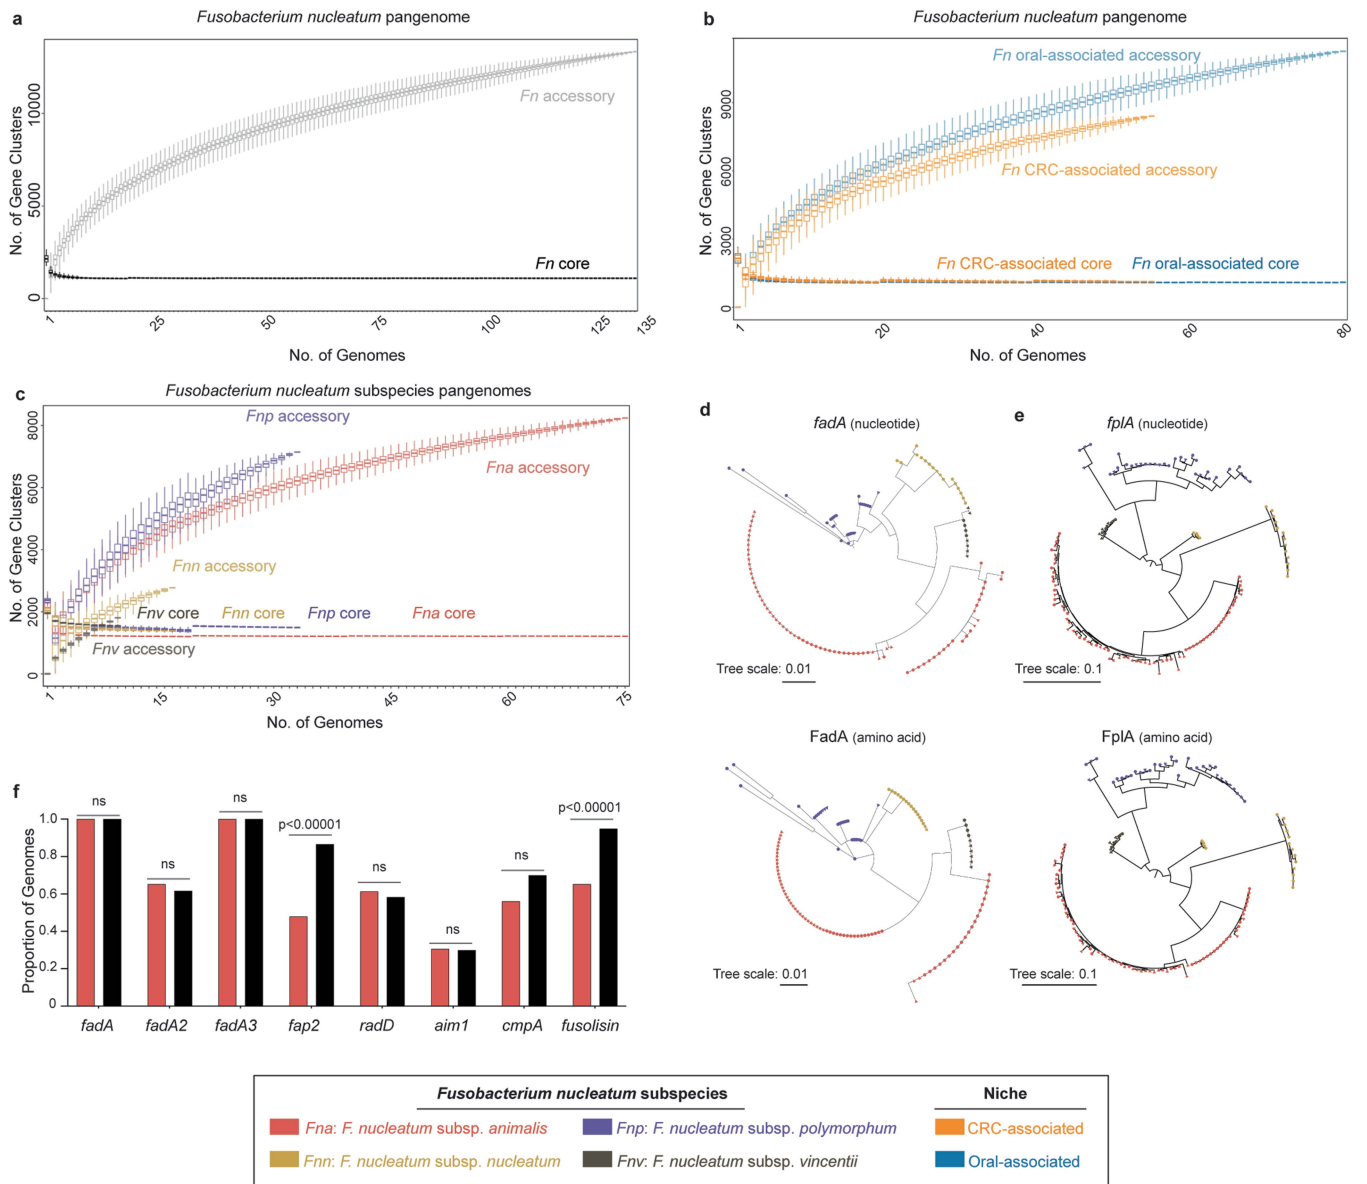 a
Fusobacterium nucleatum pangenome
No. of Gene Clusters
0
5000
10000
Fn accessory
Fn core
1
25
50
75
100
125
135
No. of Genomes
b
Fusobacterium nucleatum pangenome
No. of Gene Clusters
0
3000
6000
9000
Fn oral-associated accessory
Fn CRC-associated accessory
Fn CRC-associated core
Fn oral-associated core
1
20
40
60
80
No. of Genomes
c
Fusobacterium nucleatum subspecies pangenomes
No. of Gene Clusters
0
2000
4000
6000
8000
Fnp accessory
Fna accessory
Fnn accessory
Fnv core
Fnn core
Fnp core
Fna core
Fnv accessory
1
15
30
45
60
75
No. of Genomes
d
fadA (nucleotide)
Tree scale: 0.01
FadA (amino acid)
Tree scale: 0.01
e
fplA (nucleotide)
Tree scale: 0.1
FplA (amino acid)
Tree scale: 0.1
f
Proportion of Genomes
1.0
0.8
0.6
0.4
0.2
0
ns
ns
ns
p<0.00001
ns
ns
ns
p<0.00001
fadA
fadA2
fadA3
fap2
radD
aim1
cmpA
fusolisin
Fusobacterium nucleatum subspecies
Niche
Fna: F. nucleatum subsp. animalis
Fnp: F. nucleatum subsp. polymorphum
CRC-associated
Fnn: F. nucleatum subsp. nucleatum
Fnv: F. nucleatum subsp. vincentii
Oral-associated